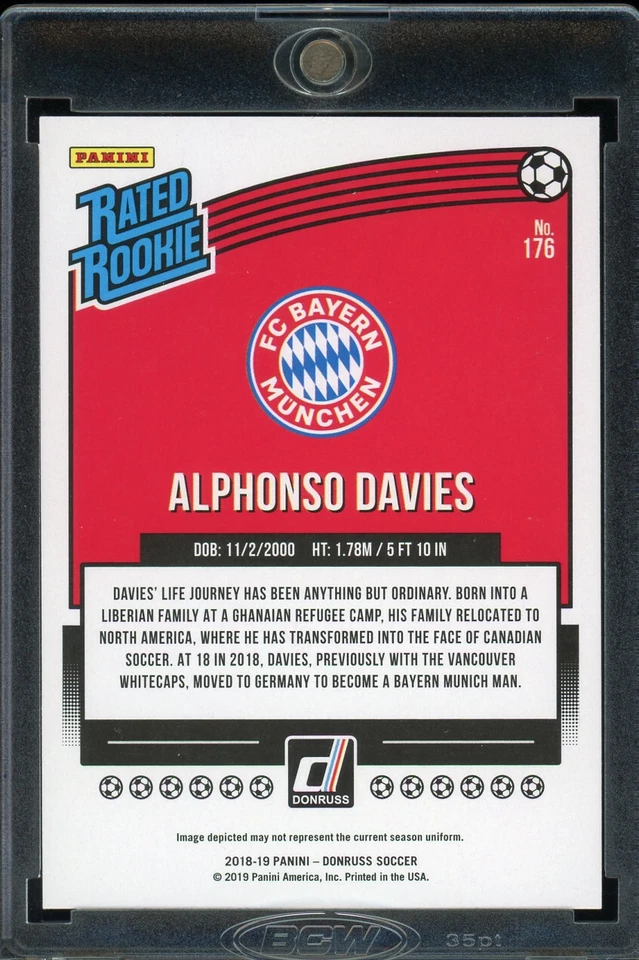 PANINI
RATED
ROOKIE
No.
176
FC BAYERN
MÜNCHEN
ALPHONSO DAVIES
DOB: 11/2/2000 HT: 1.78M / 5 FT 10 IN
DAVIES' LIFE JOURNEY HAS BEEN ANYTHING BUT ORDINARY. BORN INTO A
LIBERIAN FAMILY AT A GHANAIAN REFUGEE CAMP, HIS FAMILY RELOCATED TO
NORTH AMERICA, WHERE HE HAS TRANSFORMED INTO THE FACE OF CANADIAN
SOCCER. AT 18 IN 2018, DAVIES, PREVIOUSLY WITH THE VANCOUVER
WHITECAPS, MOVED TO GERMANY TO BECOME A BAYERN MUNICH MAN.
d
DONRUSS
Image depicted may not represent the current season uniform.
2018-19 PANINI – DONRUSS SOCCER
© 2019 Panini America, Inc. Printed in the USA.
BCW
35pt